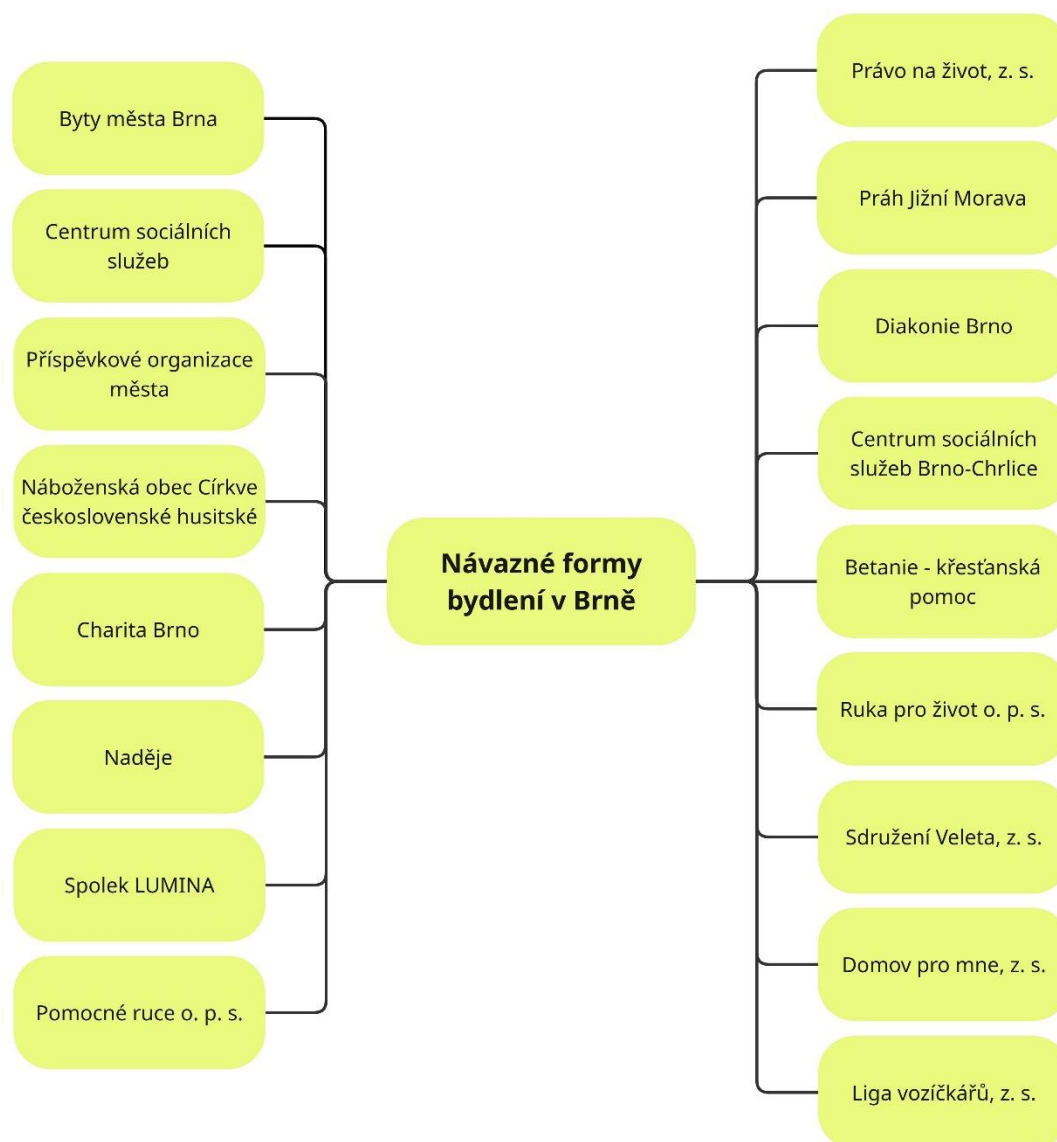 Byty města Brna
Centrum sociálních
služeb
Příspěvkové organizace
města
Náboženská obec Církve
československé husitské
Charita Brno
Naděje
Spolek LUMINA
Pomocné ruce o. p. s.
Návazné formy
bydlení v Brně
Právo na život, z. s.
Práh Jižní Morava
Diakonie Brno
Centrum sociálních
služeb Brno-Chrlice
Betanie - křesťanská
pomoc
Ruka pro život o. p. s.
Sdružení Veleta, z. s.
Domov pro mne, z. s.
Liga vozíčkářů, z. s.